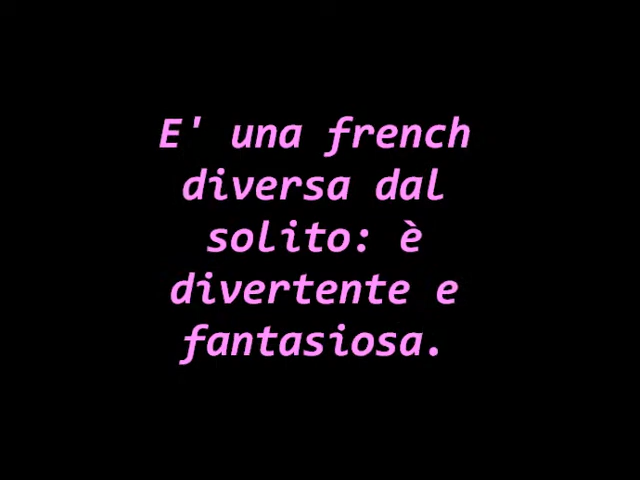 E' una french
diversa dal
solito: è
divertente e
fantasiosa.